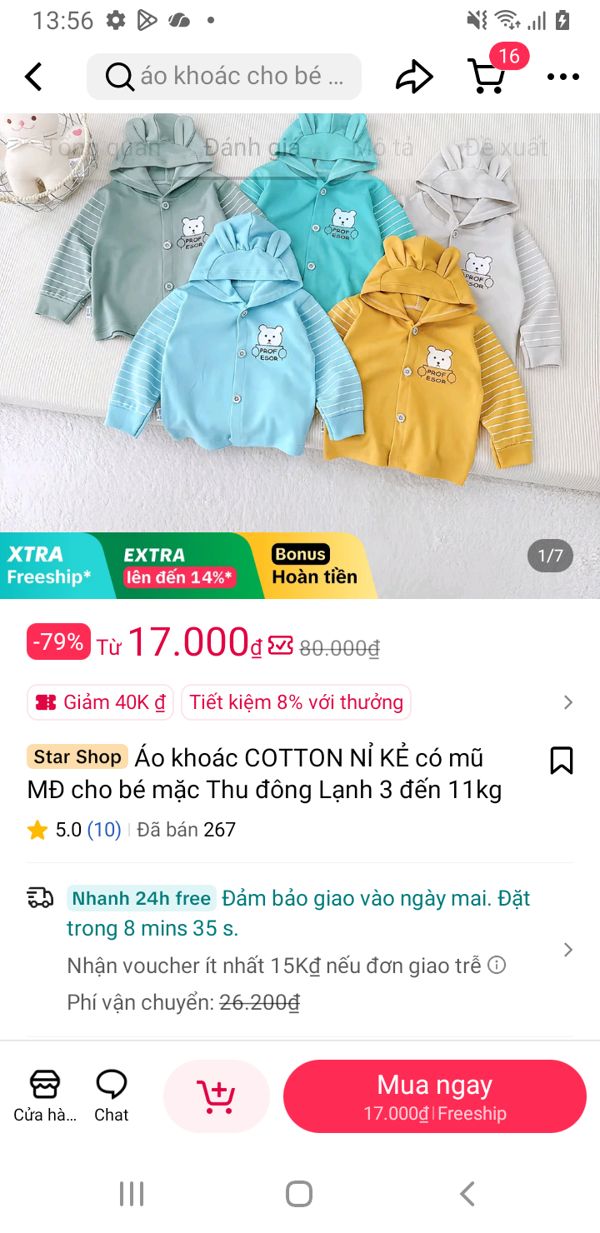 13:56
áo khoác cho bé ...
16
Tổng quan Đánh giá Mô tả Đề xuất
PROF
ESOR
PROF
ESOR
PROF
ESOR
PROF
ESOR
PROF
ESOR
XTRA
Freeship*
EXTRA
lên đến 14%*
Bonus
Hoàn tiền
1/7
-79% Từ 17.000₫ 80.000₫
Giảm 40K ₫ Tiết kiệm 8% với thưởng
Star Shop Áo khoác COTTON NỈ KẺ có mũ
MĐ cho bé mặc Thu đông Lạnh 3 đến 11kg
5.0 (10) Đã bán 267
Nhanh 24h free Đảm bảo giao vào ngày mai. Đặt
trong 8 mins 35 s.
Nhận voucher ít nhất 15K₫ nếu đơn giao trễ
Phí vận chuyển: 26.200₫
Cửa hà...
Chat
Mua ngay
17.000₫ | Freeship